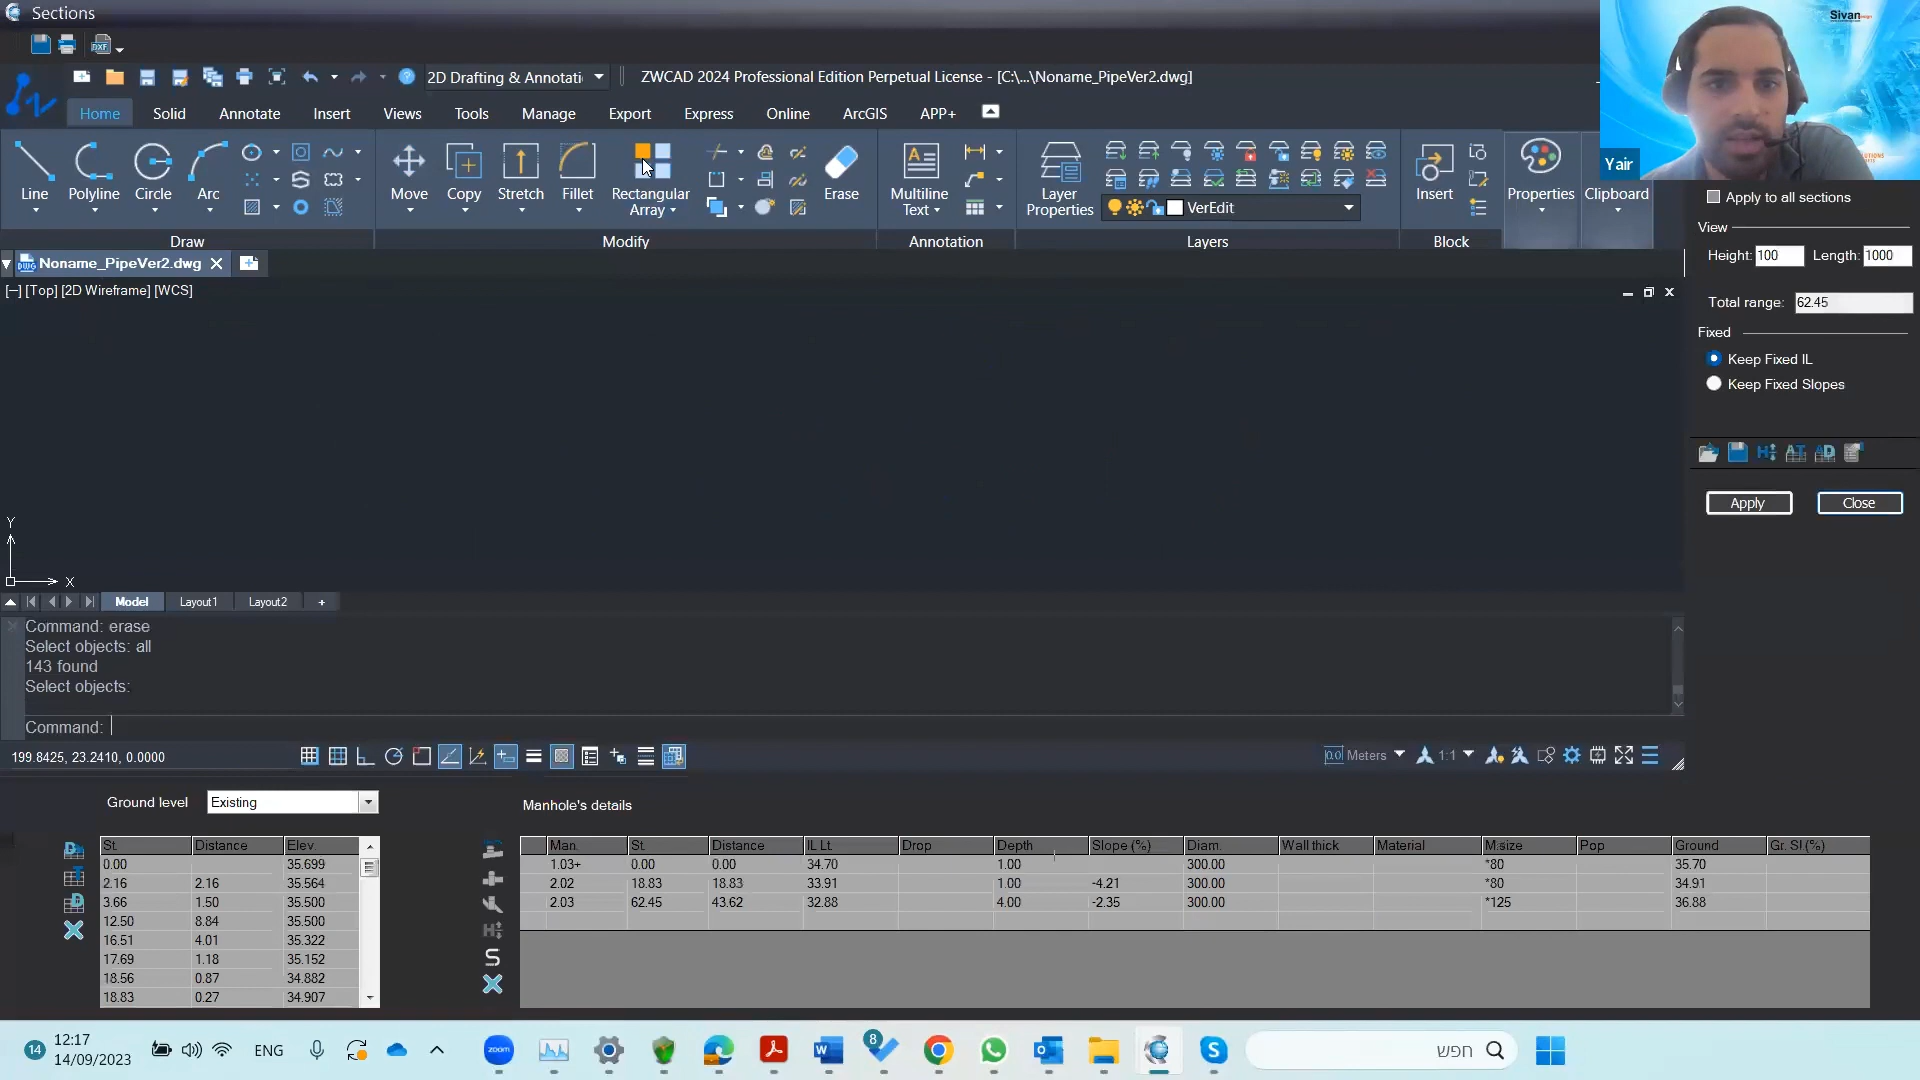 Sections
Sivan
DXF
2D Drafting & Annotati
ZWCAD 2024 Professional Edition Perpetual License - [C:\...\Noname_PipeVer2.dwg]
Home Solid Annotate Insert Views Tools Manage Export Express Online ArcGIS APP+
Yair
Line Polyline Circle Arc
Move Copy Stretch Fillet Rectangular Array Erase
Multiline Text
Layer Properties
VerEdit
Insert
Properties Clipboard
Draw Modify Annotation Layers Block
Noname_PipeVer2.dwg
[−] [Top] [2D Wireframe] [WCS]
Apply to all sections
View
Height: 100 Length: 1000
Total range: 62.45
Fixed
Keep Fixed IL
Keep Fixed Slopes
Apply Close
Y
X
Model Layout1 Layout2 +
Command: erase
Select objects: all
143 found
Select objects:
Command:
199.8425, 23.2410, 0.0000
Meters 1:1
Ground level Existing
Manhole's details
St. Distance Elev.
0.00 35.699
2.16 2.16 35.564
3.66 1.50 35.500
12.50 8.84 35.500
16.51 4.01 35.322
17.69 1.18 35.152
18.56 0.87 34.882
18.83 0.27 34.907
Man. St. Distance IL Lt. Drop Depth Slope (%) Diam. Wall thick Material M.size Pop Ground Gr. Sl (%)
1.03+ 0.00 0.00 34.70 1.00 300.00 *80 35.70
2.02 18.83 18.83 33.91 1.00 -4.21 300.00 *80 34.91
2.03 62.45 43.62 32.88 4.00 -2.35 300.00 *125 36.88
14
12:17
14/09/2023
ENG
zoom
8
חפש